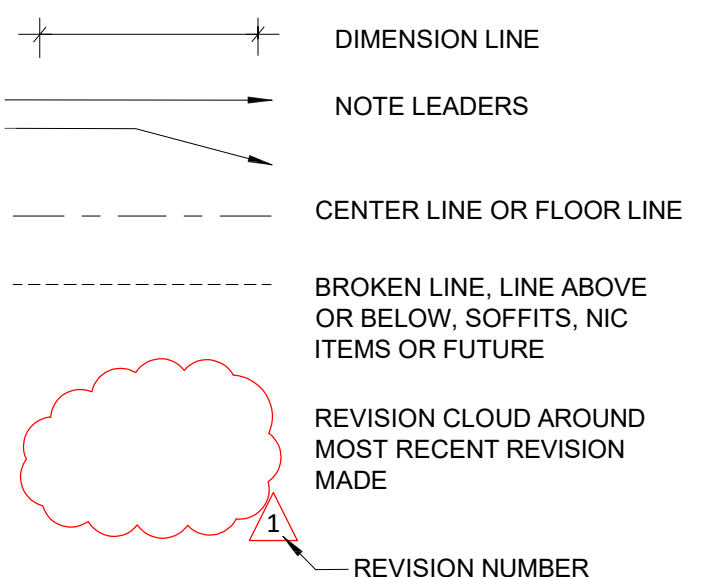 DIMENSION LINE
NOTE LEADERS
CENTER LINE OR FLOOR LINE
BROKEN LINE, LINE ABOVE
OR BELOW, SOFFITS, NIC
ITEMS OR FUTURE
REVISION CLOUD AROUND
MOST RECENT REVISION
MADE
1
REVISION NUMBER